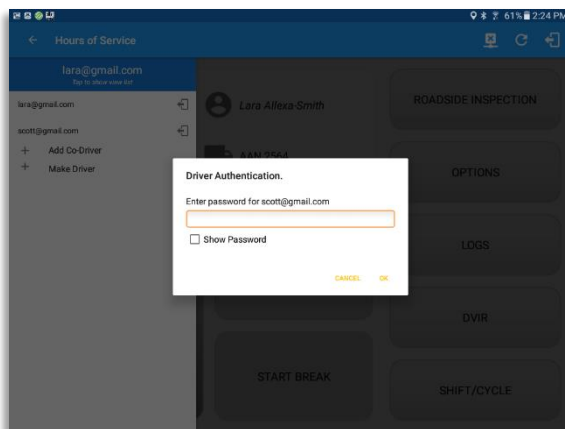 61% 2:24 PM
Hours of Service
lara@gmail.com
Tap to show view list
lara@gmail.com
scott@gmail.com
+ Add Co-Driver
+ Make Driver
Lara Allexa Smith
AAN 2564
ROADSIDE INSPECTION
OPTIONS
LOGS
DVIR
SHIFT/CYCLE
START BREAK
Driver Authentication.
Enter password for scott@gmail.com
Show Password
CANCEL OK